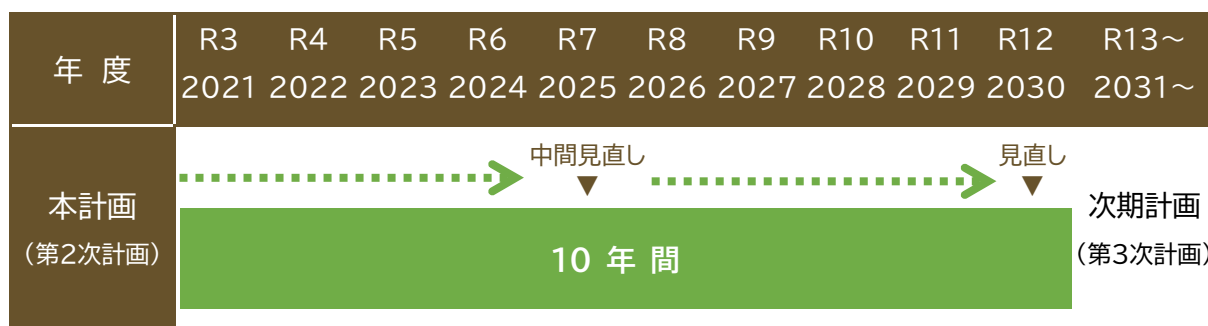 年 度
R3 R4 R5 R6 R7 R8 R9 R10 R11 R12 R13～
2021 2022 2023 2024 2025 2026 2027 2028 2029 2030 2031～
中間見直し
見直し
▼
▼
本計画
（第2次計画）
10 年 間
次期計画
（第3次計画）